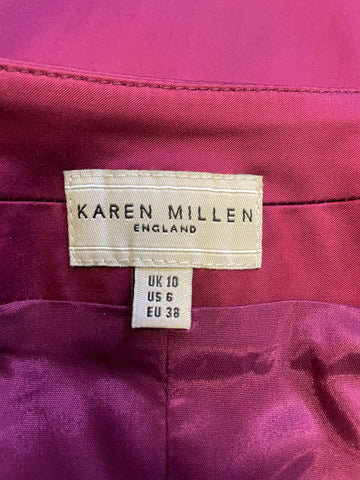 KAREN MILLEN
ENGLAND
UK 10
US 6
EU 38